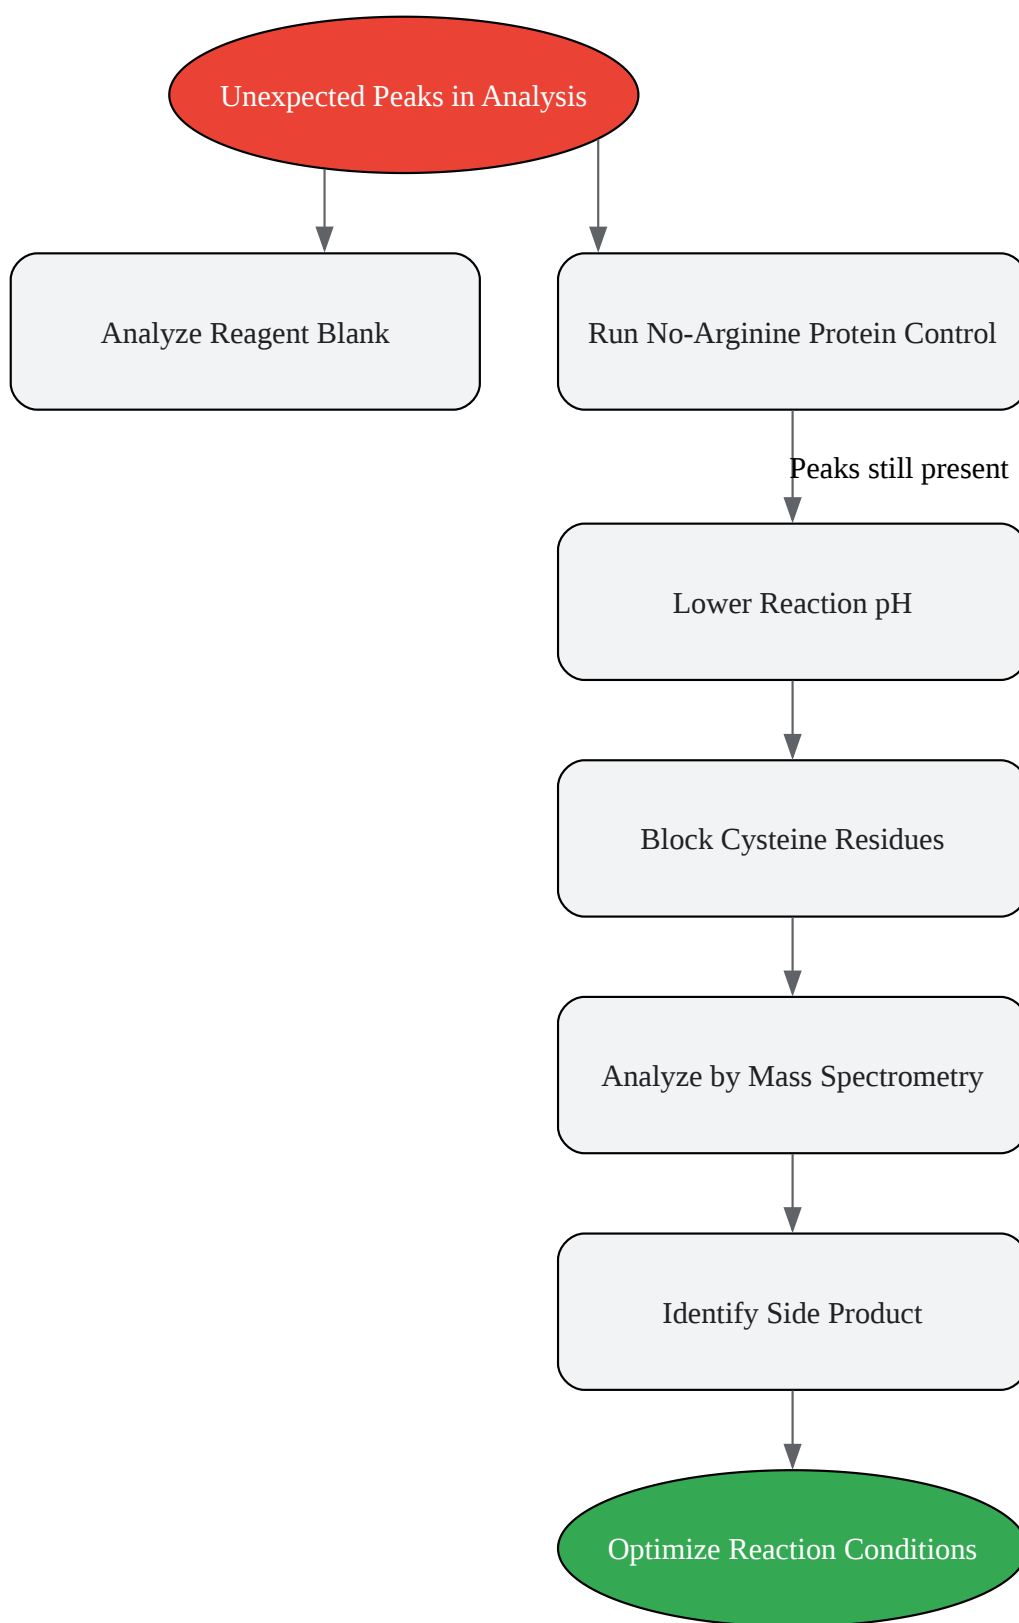 Unexpected Peaks in Analysis
Analyze Reagent Blank
Run No-Arginine Protein Control
Peaks still present
Lower Reaction pH
Block Cysteine Residues
Analyze by Mass Spectrometry
Identify Side Product
Optimize Reaction Conditions